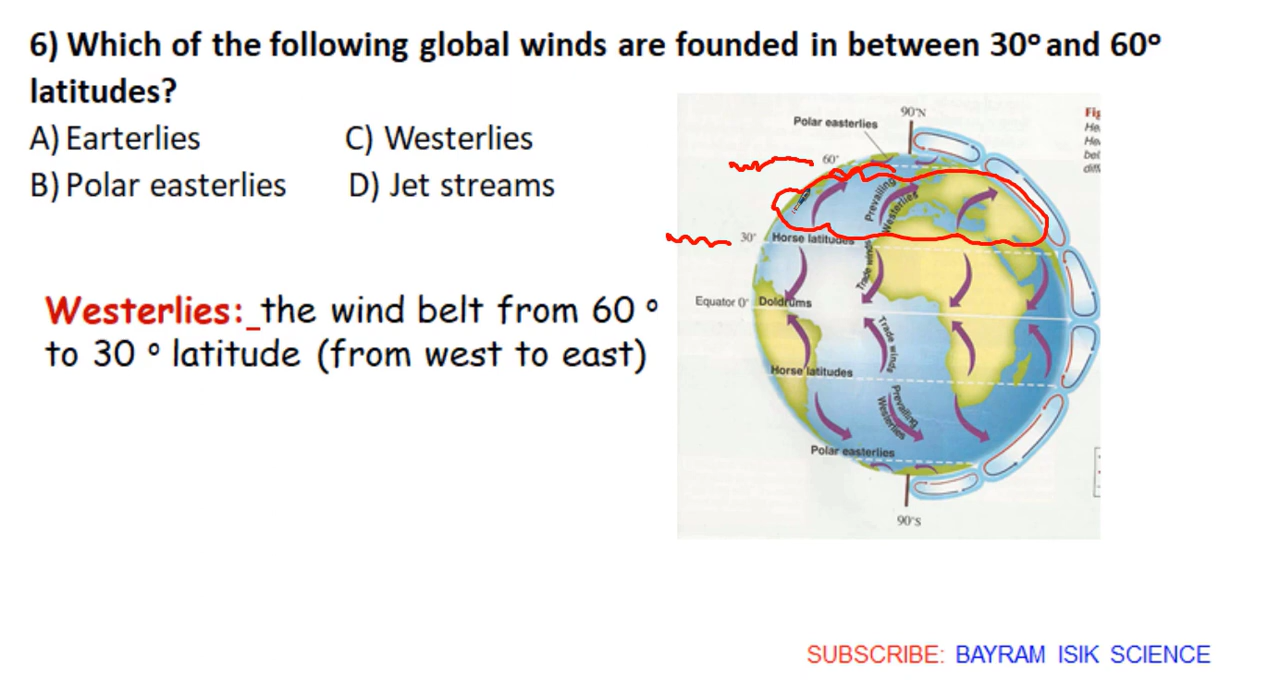 6) Which of the following global winds are founded in between 30° and 60°
latitudes?
A) Earterlies
C) Westerlies
B) Polar easterlies
D) Jet streams
Westerlies: the wind belt from 60 °
to 30 ° latitude (from west to east)
90°N
Polar easterlies
60°
Prevailing
Westerlies
30°
Horse latitudes
Trade winds
Equator 0°
Doldrums
Trade winds
Horse latitudes
Prevailing
Westerlies
Polar easterlies
90°S
Fig
He
bel
SUBSCRIBE: BAYRAM ISIK SCIENCE